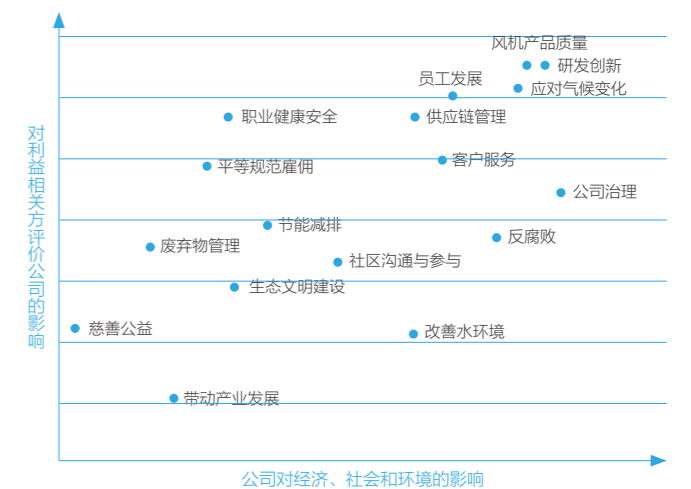 风机产品质量
研发创新
员工发展
应对气候变化
职业健康安全
供应链管理
客户服务
平等规范雇佣
公司治理
节能减排
反腐败
废弃物管理
社区沟通与参与
生态文明建设
慈善公益
改善水环境
带动产业发展
对利益相关方评价公司的影响
公司对经济、社会和环境的影响